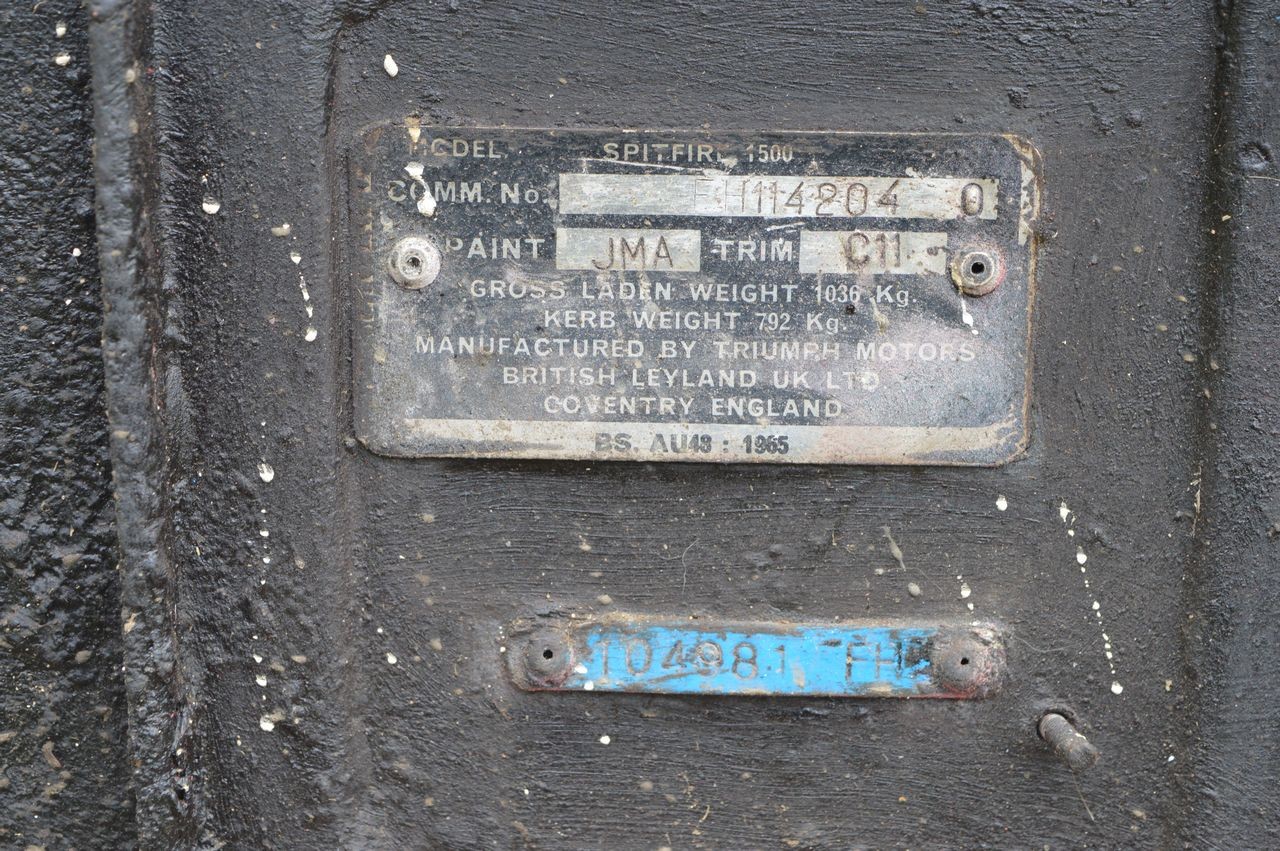 MODEL SPITFIRE 1500
COMM. No. FH114204 O
PAINT JMA TRIM C11
GROSS LADEN WEIGHT 1036 Kg.
KERB WEIGHT 792 Kg.
MANUFACTURED BY TRIUMPH MOTORS
BRITISH LEYLAND UK LTD
COVENTRY ENGLAND
BS. AU48 : 1965
104981 FH